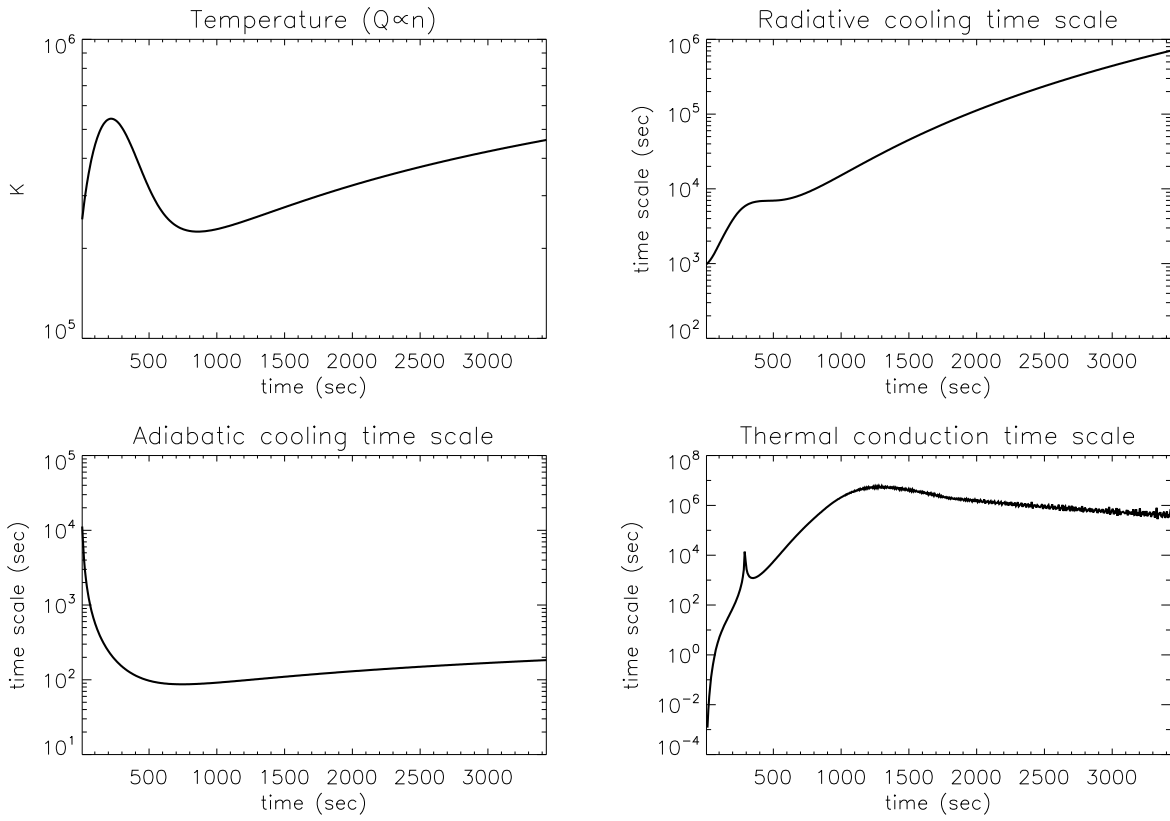 Temperature (Q∝n)
10^6
K
10^5
500 1000 1500 2000 2500 3000
time (sec)
Radiative cooling time scale
10^6
10^5
10^4
10^3
10^2
time scale (sec)
500 1000 1500 2000 2500 3000
time (sec)
Adiabatic cooling time scale
10^5
10^4
10^3
10^2
10^1
time scale (sec)
500 1000 1500 2000 2500 3000
time (sec)
Thermal conduction time scale
10^8
10^6
10^4
10^2
10^0
10^-2
10^-4
time scale (sec)
500 1000 1500 2000 2500 3000
time (sec)